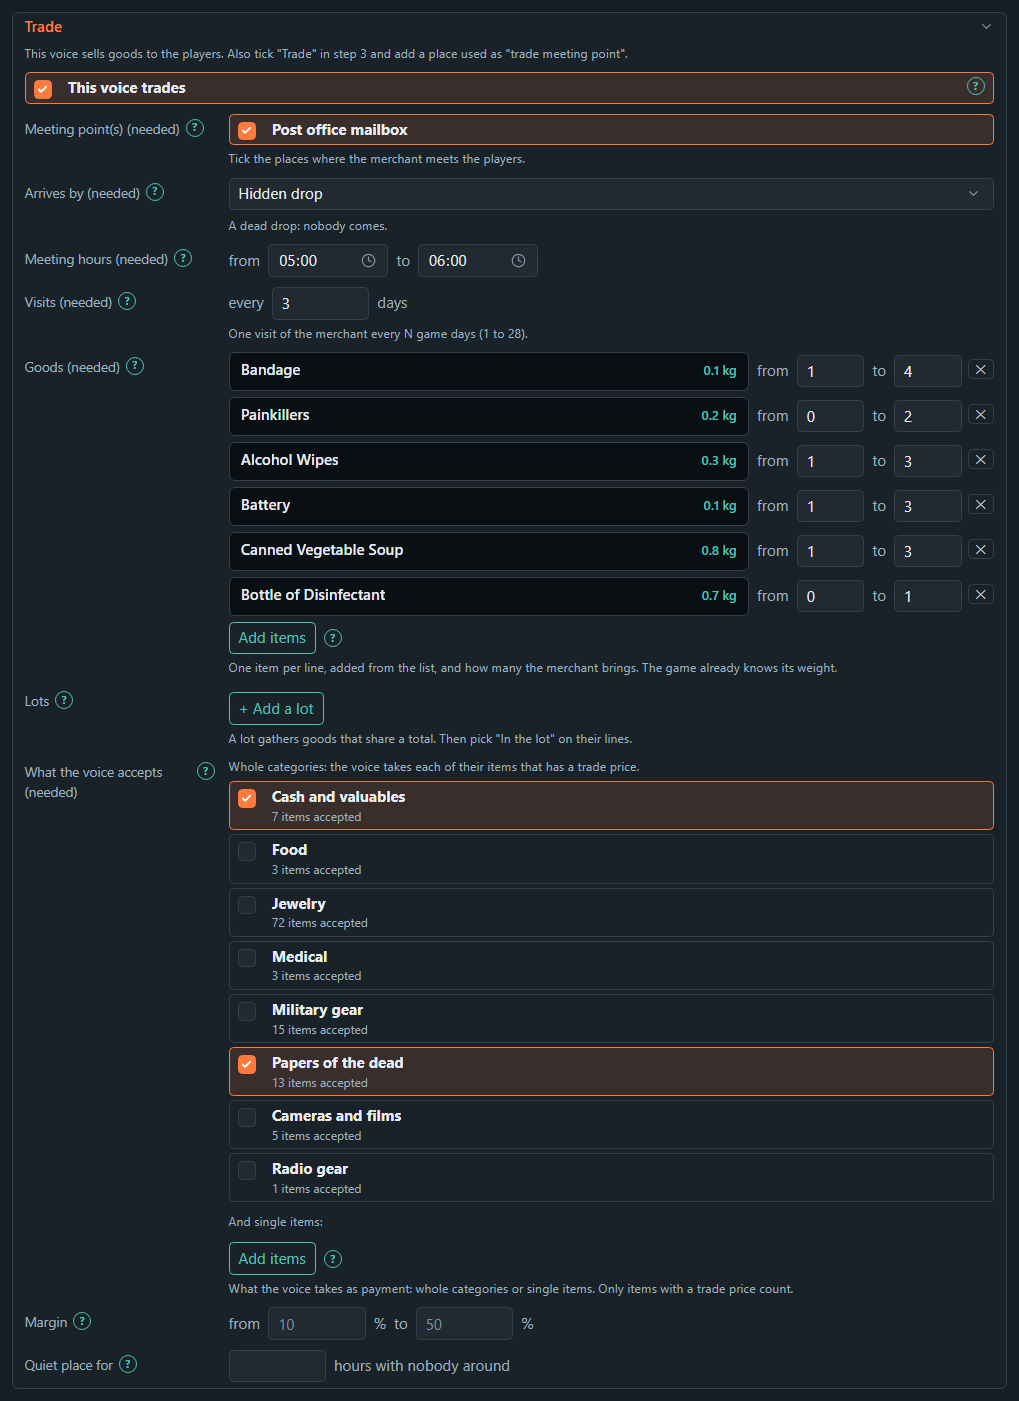 Trade
This voice sells goods to the players. Also tick "Trade" in step 3 and add a place used as "trade meeting point".
This voice trades ?
Meeting point(s) (needed) ? Post office mailbox
Tick the places where the merchant meets the players.
Arrives by (needed) ? Hidden drop
A dead drop: nobody comes.
Meeting hours (needed) ? from 05:00 to 06:00
Visits (needed) ? every 3 days
One visit of the merchant every N game days (1 to 28).
Goods (needed) ? Bandage 0.1 kg from 1 to 4
Painkillers 0.2 kg from 0 to 2
Alcohol Wipes 0.3 kg from 1 to 3
Battery 0.1 kg from 1 to 3
Canned Vegetable Soup 0.8 kg from 1 to 3
Bottle of Disinfectant 0.7 kg from 0 to 1
Add items ?
One item per line, added from the list, and how many the merchant brings. The game already knows its weight.
Lots ? + Add a lot
A lot gathers goods that share a total. Then pick "In the lot" on their lines.
What the voice accepts (needed) ? Whole categories: the voice takes each of their items that has a trade price.
Cash and valuables
7 items accepted
Food
3 items accepted
Jewelry
72 items accepted
Medical
3 items accepted
Military gear
15 items accepted
Papers of the dead
13 items accepted
Cameras and films
5 items accepted
Radio gear
1 items accepted
And single items:
Add items ?
What the voice takes as payment: whole categories or single items. Only items with a trade price count.
Margin ? from 10 % to 50 %
Quiet place for ? hours with nobody around